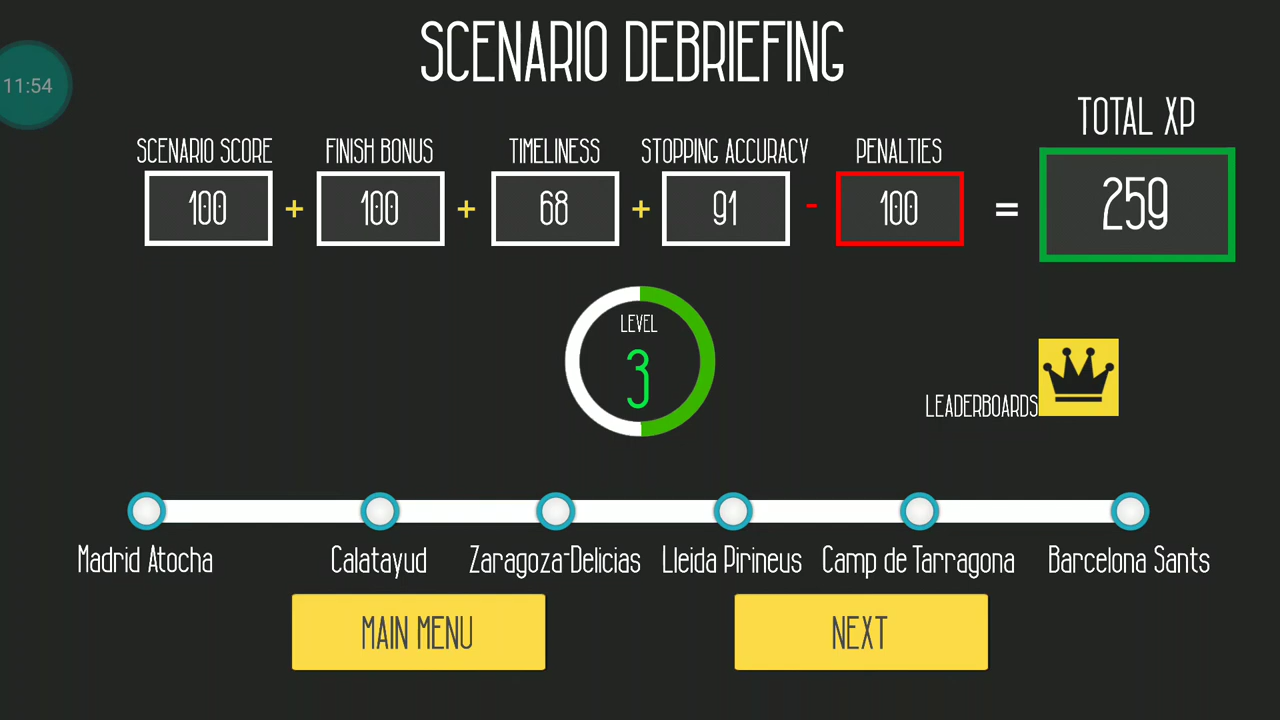 SCENARIO DEBRIEFING
11:54
TOTAL XP
SCENARIO SCORE FINISH BONUS TIMELINESS STOPPING ACCURACY PENALTIES
100 + 100 + 68 + 91 - 100 = 259
LEVEL
3
LEADERBOARDS
Madrid Atocha Calatayud Zaragoza-Delicias Lleida Pirineus Camp de Tarragona Barcelona Sants
MAIN MENU NEXT